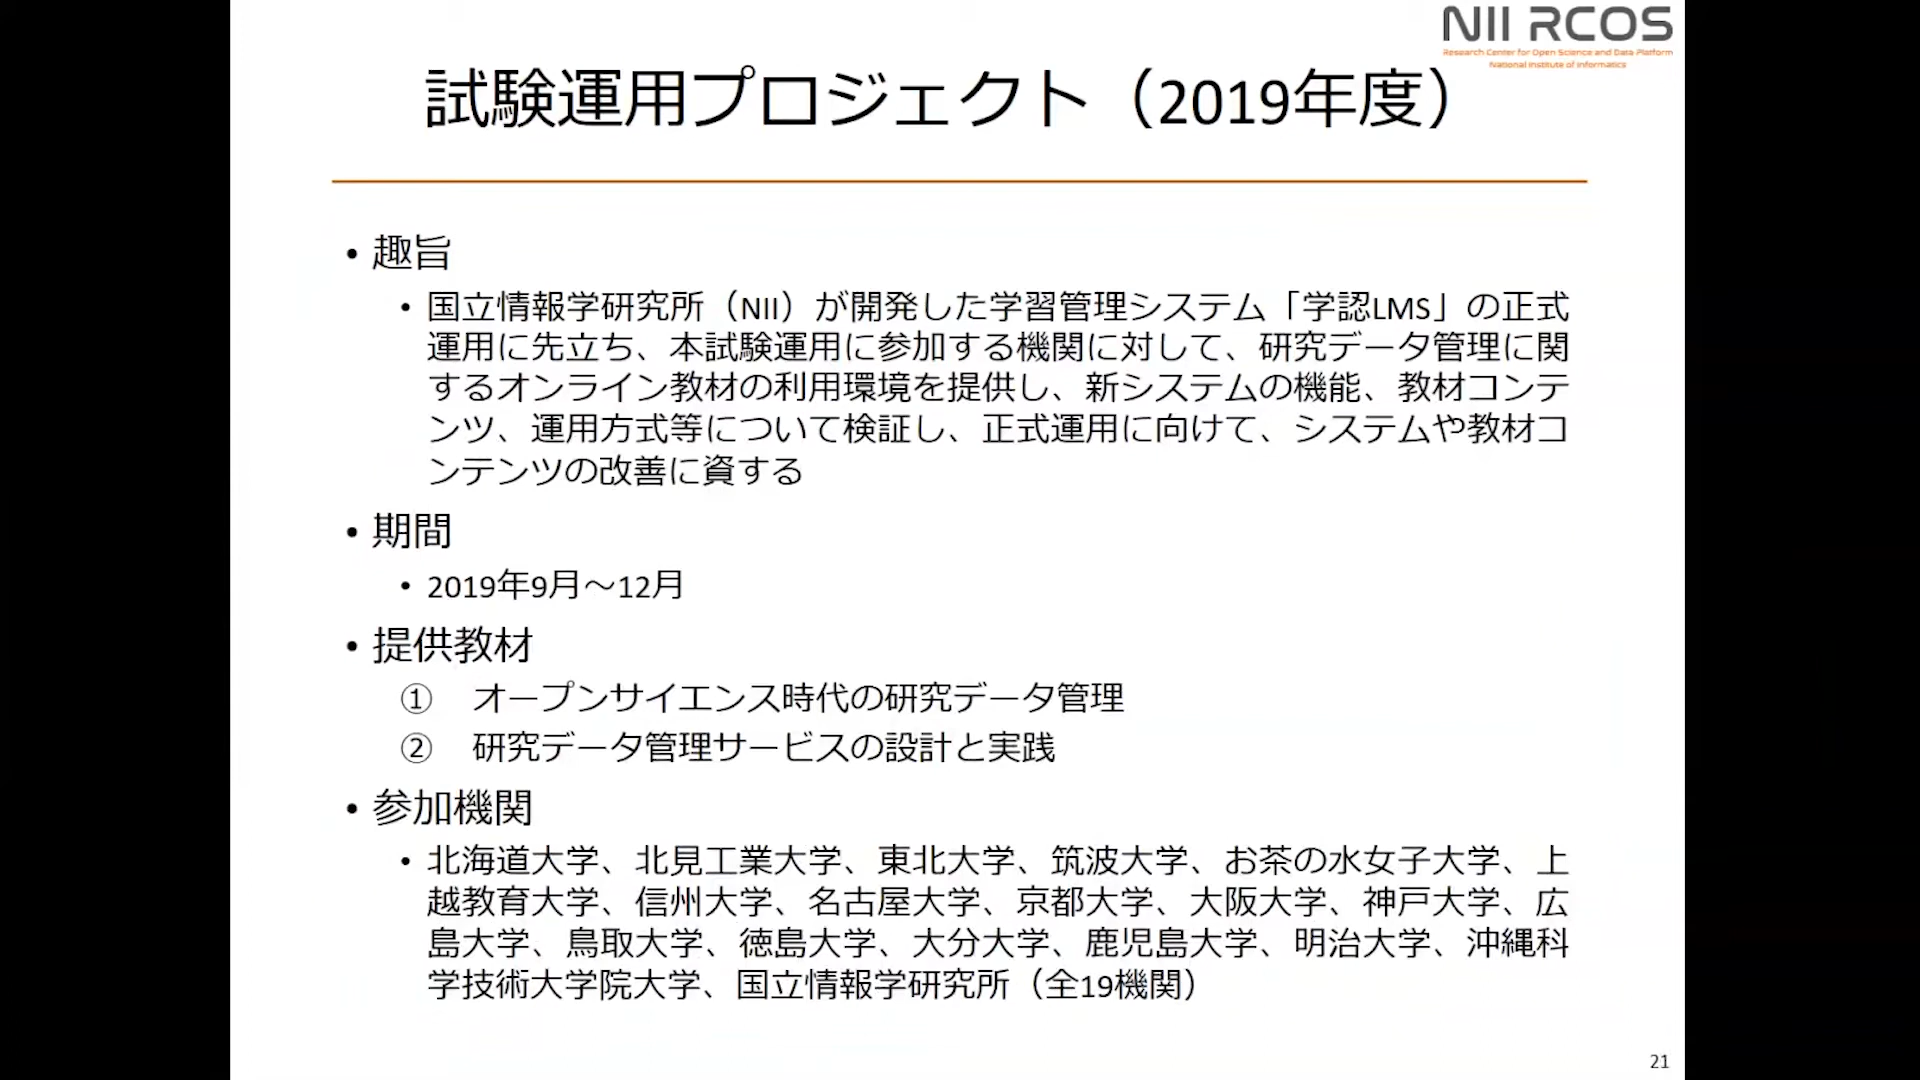 NII RCOS
Research Center for Open Science and Data Platform
National Institute of Informatics
試験運用プロジェクト（2019年度）
• 趣旨
• 国立情報学研究所（NII）が開発した学習管理システム「学認LMS」の正式
運用に先立ち、本試験運用に参加する機関に対して、研究データ管理に関
するオンライン教材の利用環境を提供し、新システムの機能、教材コンテ
ンツ、運用方式等について検証し、正式運用に向けて、システムや教材コ
ンテンツの改善に資する
• 期間
• 2019年9月～12月
• 提供教材
① オープンサイエンス時代の研究データ管理
② 研究データ管理サービスの設計と実践
• 参加機関
• 北海道大学、北見工業大学、東北大学、筑波大学、お茶の水女子大学、上
越教育大学、信州大学、名古屋大学、京都大学、大阪大学、神戸大学、広
島大学、鳥取大学、徳島大学、大分大学、鹿児島大学、明治大学、沖縄科
学技術大学院大学、国立情報学研究所（全19機関）
21